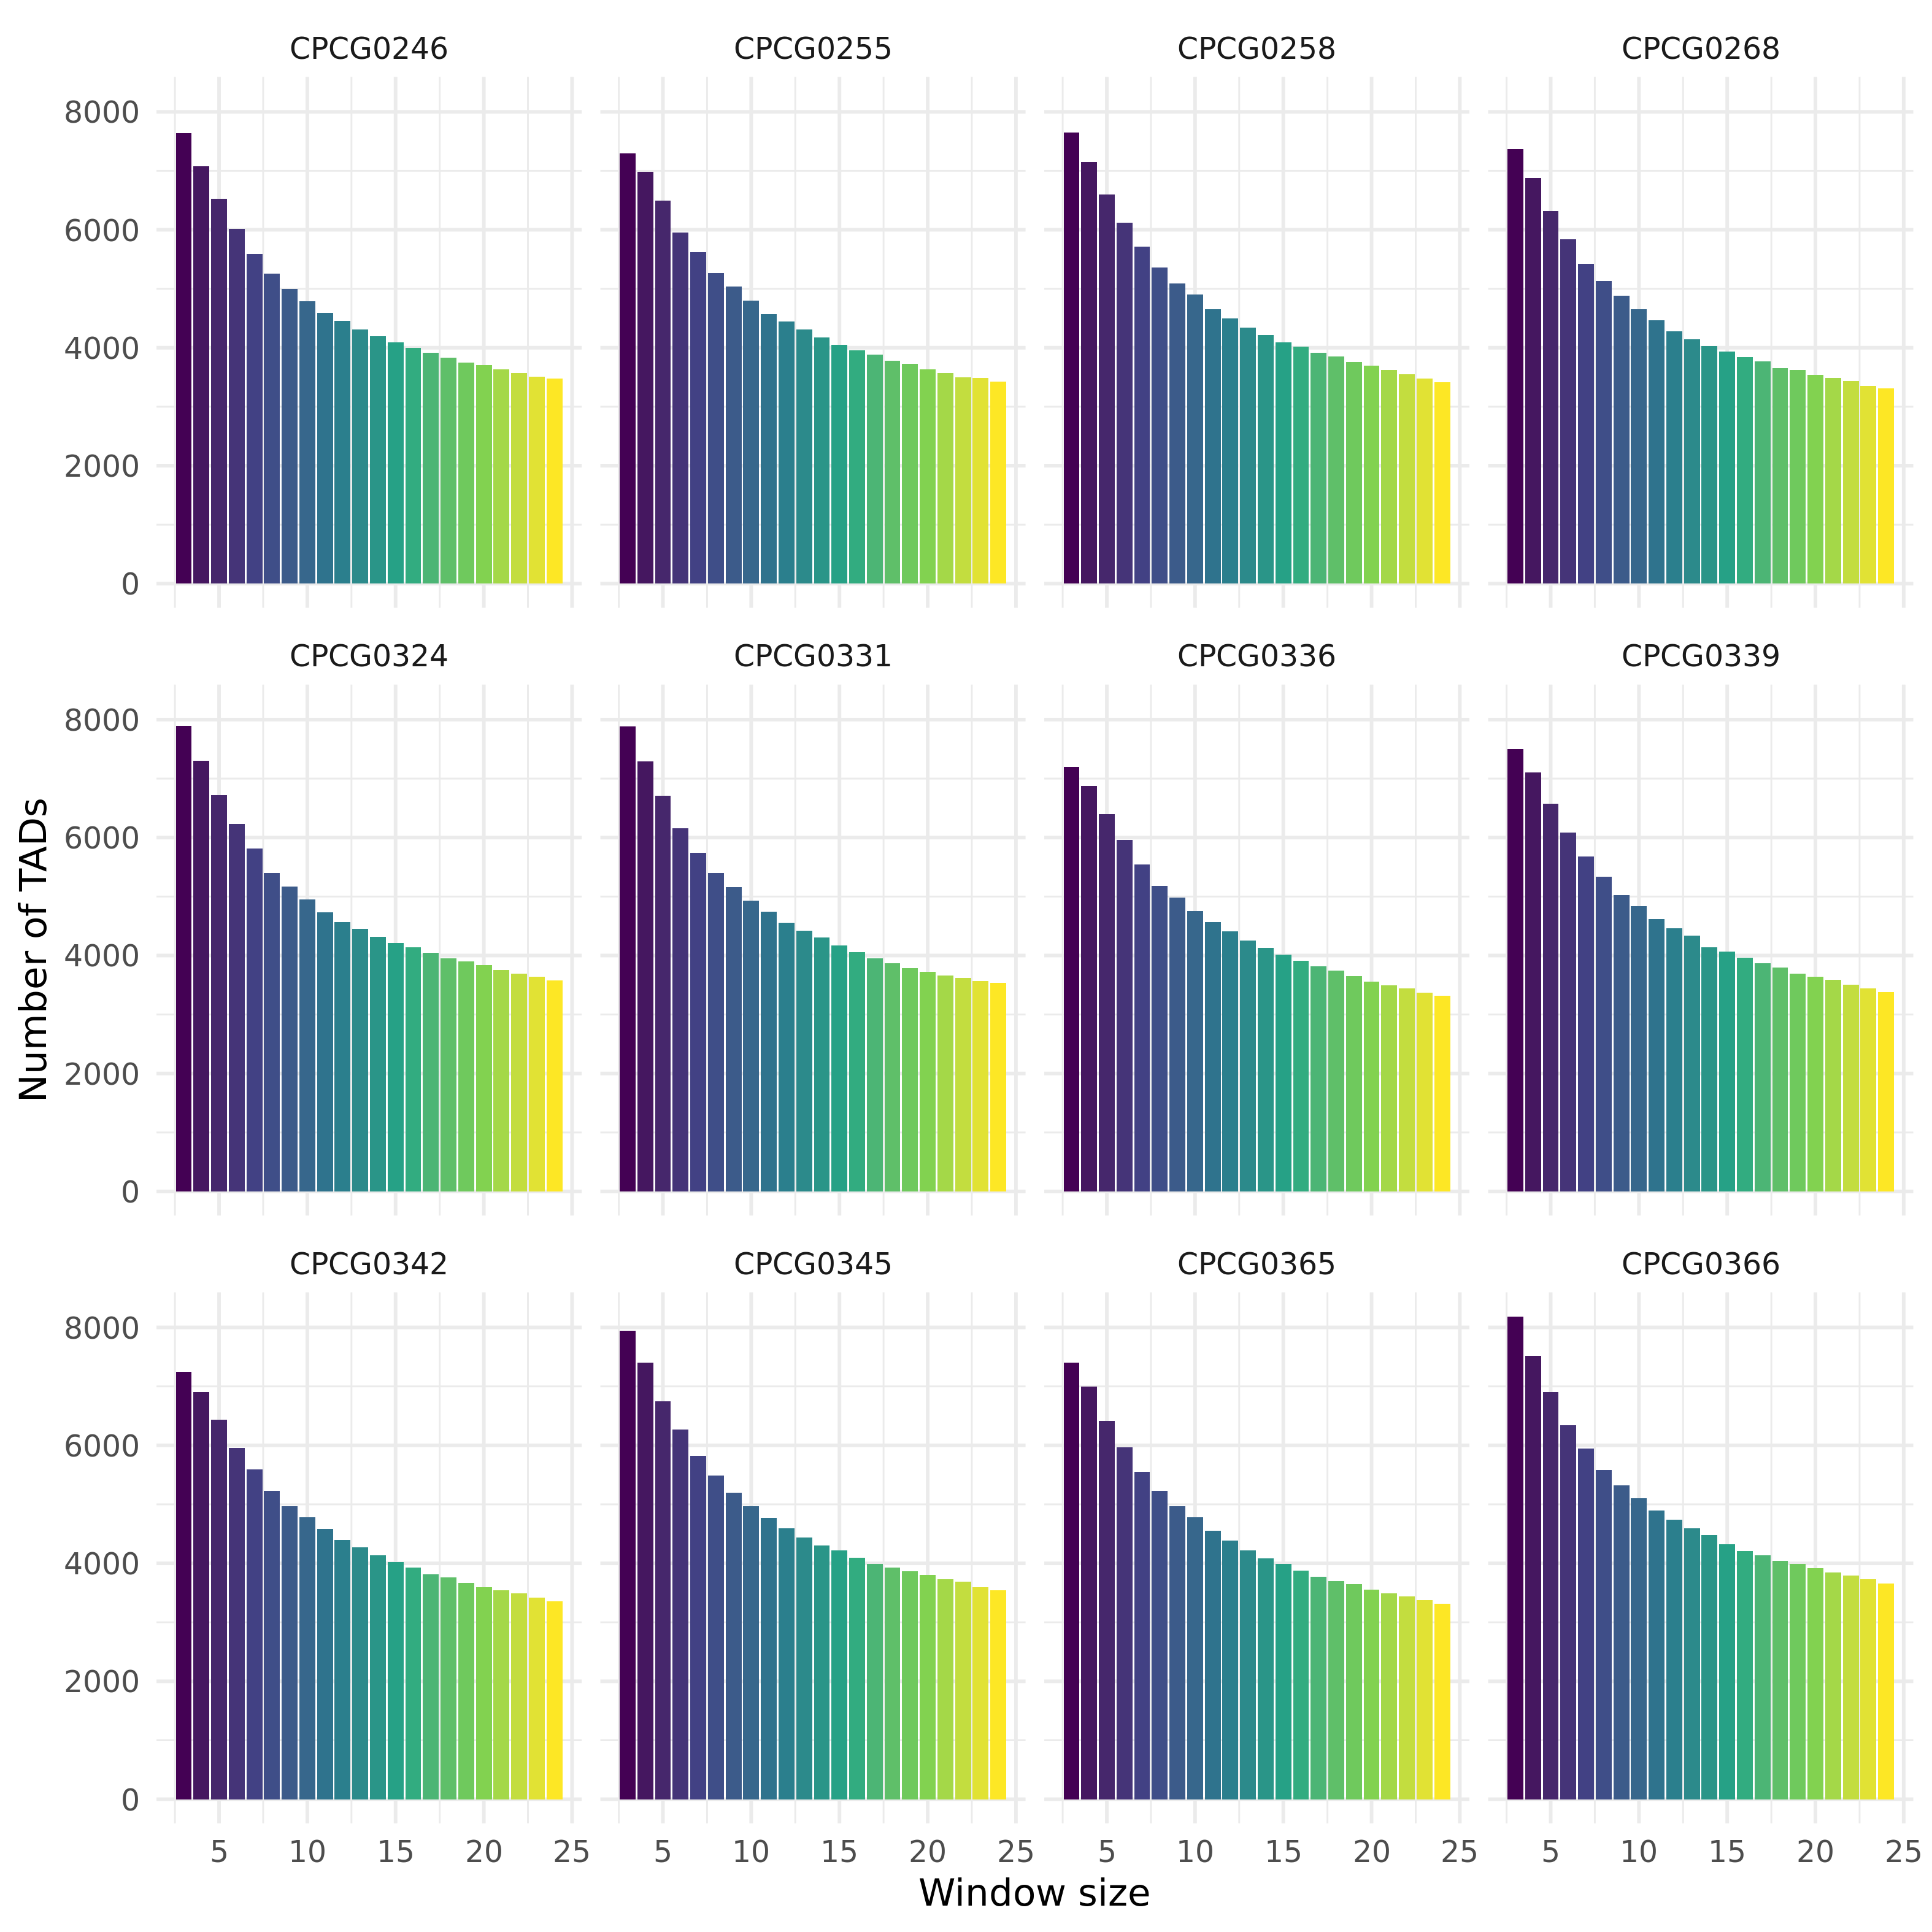 CPCG0246 CPCG0255 CPCG0258 CPCG0268
8000
6000
4000
2000
0
CPCG0324 CPCG0331 CPCG0336 CPCG0339
8000
6000
4000
2000
0
Number of TADs
CPCG0342 CPCG0345 CPCG0365 CPCG0366
8000
6000
4000
2000
0
5 10 15 20 25 5 10 15 20 25 5 10 15 20 25 5 10 15 20 25
Window size